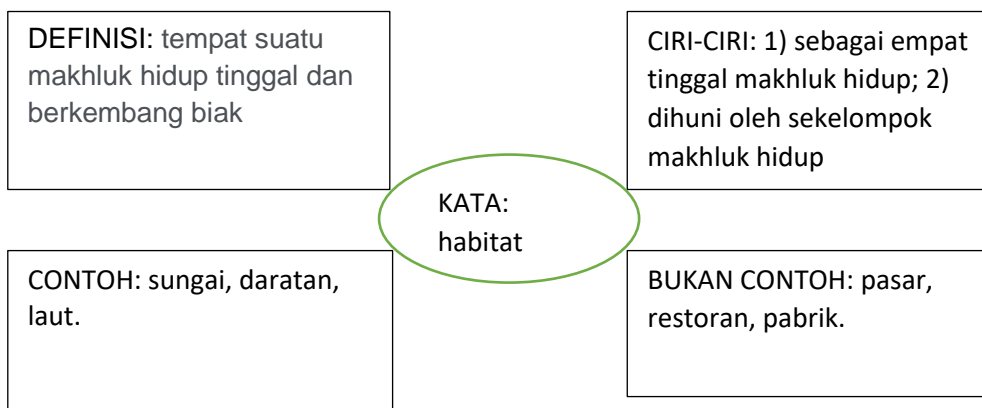 DEFINISI: tempat suatu
makhluk hidup tinggal dan
berkembang biak
CIRI-CIRI: 1) sebagai empat
tinggal makhluk hidup; 2)
dihuni oleh sekelompok
makhluk hidup
KATA:
habitat
CONTOH: sungai, daratan,
laut.
BUKAN CONTOH: pasar,
restoran, pabrik.